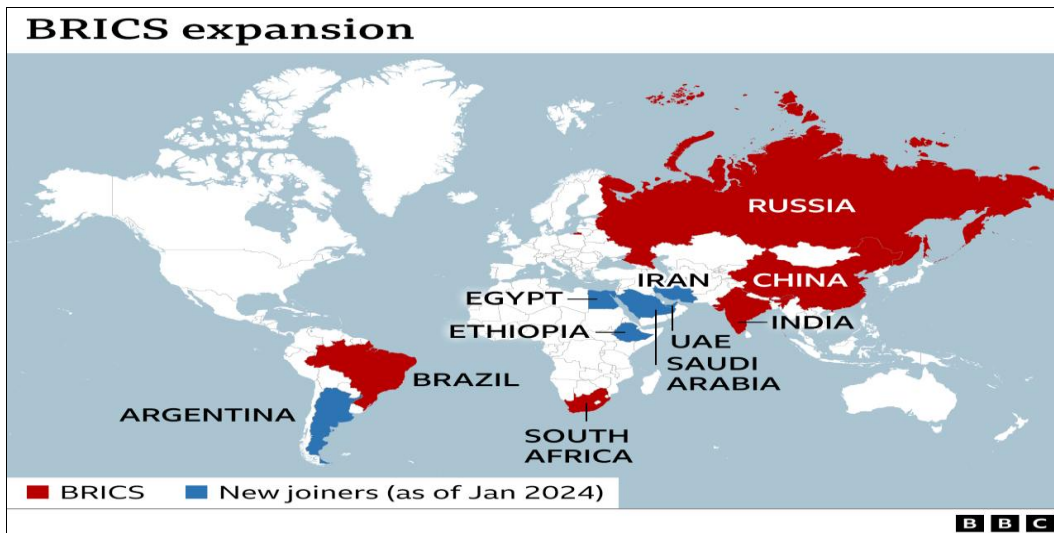 BRICS expansion
RUSSIA
IRAN
CHINA
EGYPT
INDIA
ETHIOPIA
UAE
SAUDI
ARABIA
BRAZIL
ARGENTINA
SOUTH
AFRICA
BRICS
New joiners (as of Jan 2024)
BBC